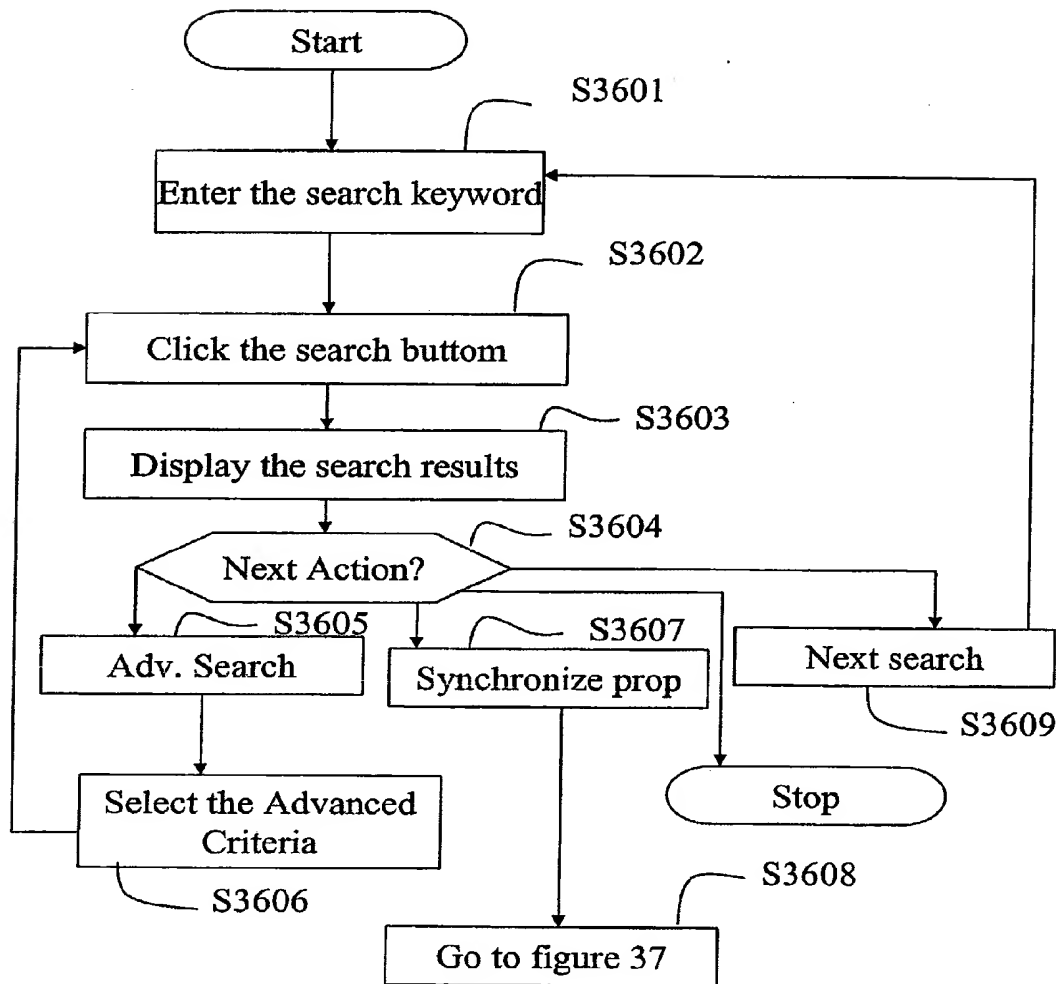 Start
S3601
Enter the search keyword
S3602
Click the search buttom
S3603
Display the search results
S3604
Next Action?
S3605
Adv. Search
S3607
Synchronize prop
Next search
S3609
Select the Advanced
Criteria
Stop
S3606
S3608
Go to figure 37